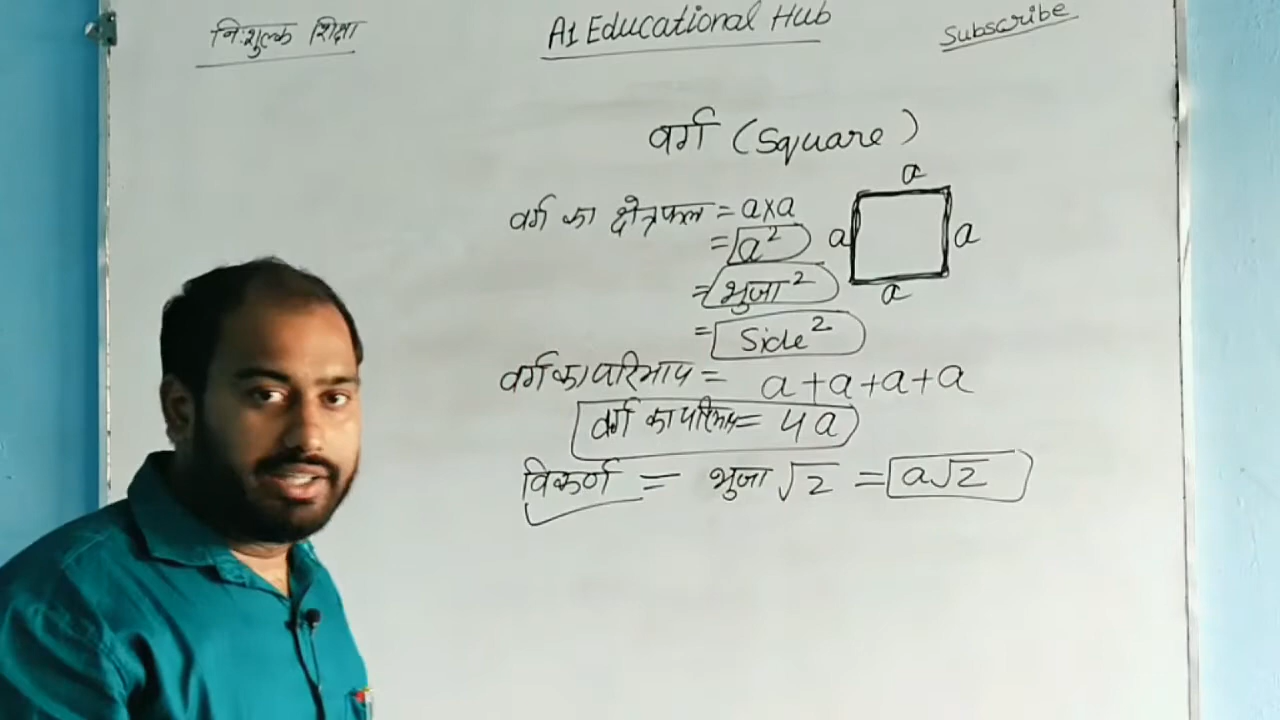 नि:शुल्क शिक्षा
A1 Educational Hub
Subscribe
वर्ग (Square)
a
वर्ग का क्षेत्रफल = a×a
= a²
a
a
= भुजा²
a
= Side²
वर्ग का परिमाप = a+a+a+a
वर्ग का परिमाप = 4a
विकर्ण = भुजा√2 = a√2